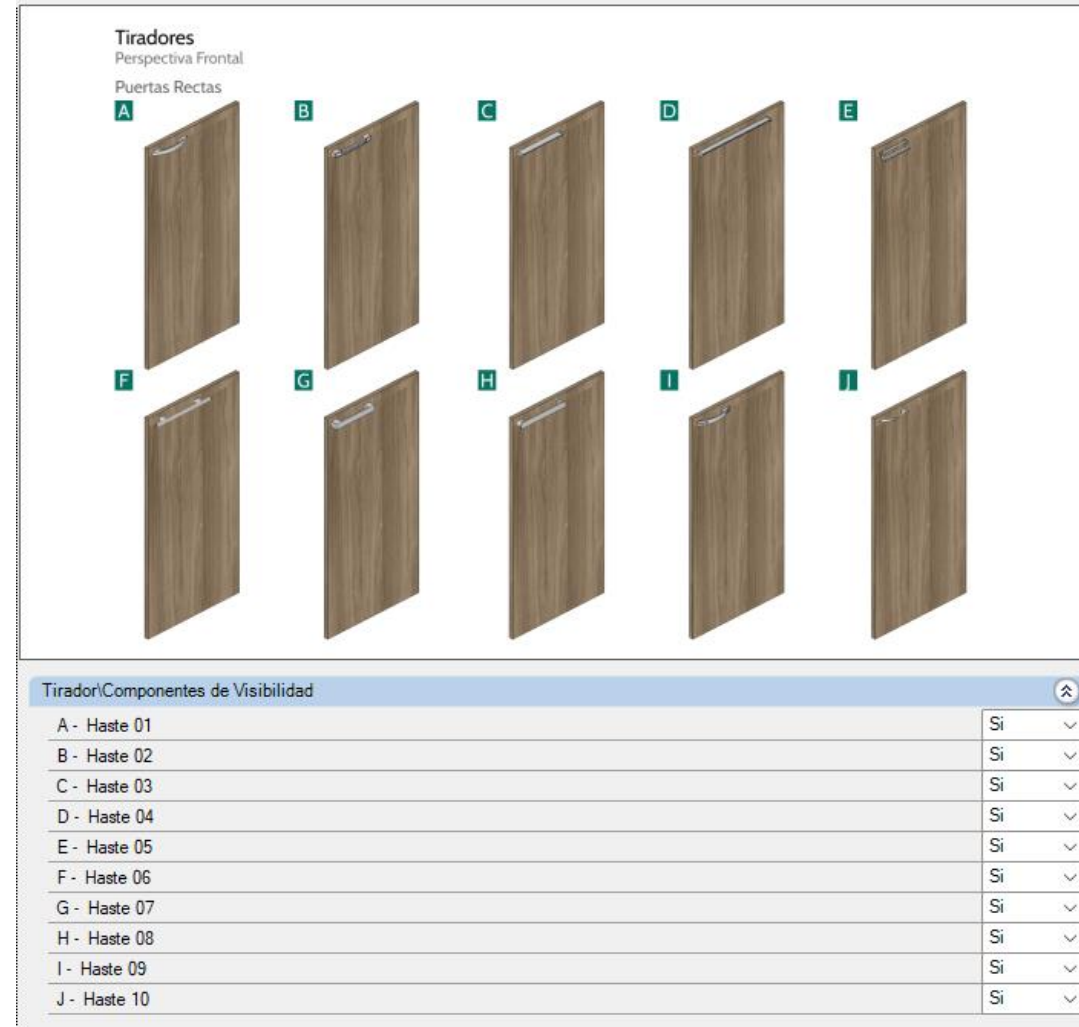 Tiradores
Perspectiva Frontal
Puertas Rectas
A B C D E
F G H I J
Tirador\Componentes de Visibilidad
A - Haste 01 Si
B - Haste 02 Si
C - Haste 03 Si
D - Haste 04 Si
E - Haste 05 Si
F - Haste 06 Si
G - Haste 07 Si
H - Haste 08 Si
I - Haste 09 Si
J - Haste 10 Si